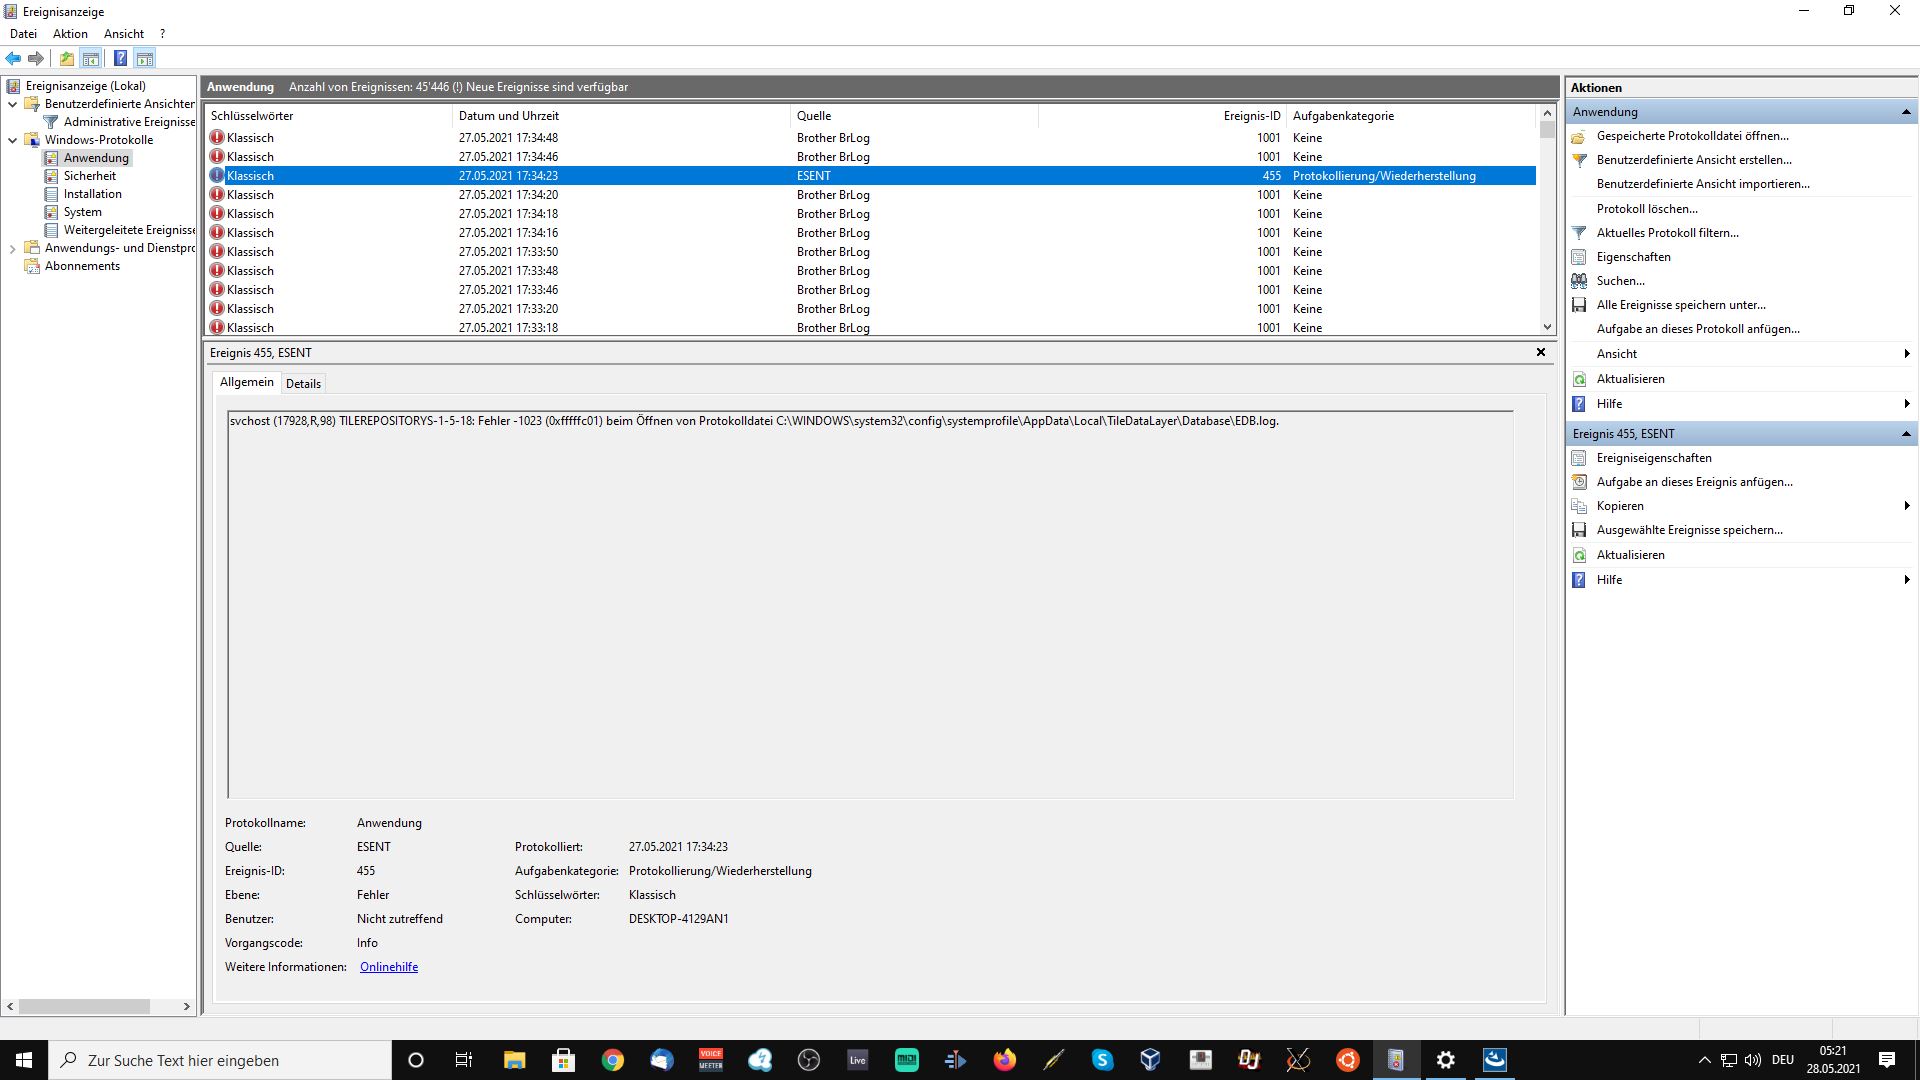 Ereignisanzeige
Datei Aktion Ansicht ?
Ereignisanzeige (Lokal)
Benutzerdefinierte Ansichten
Administrative Ereignisse
Windows-Protokolle
Anwendung
Sicherheit
Installation
System
Weitergeleitete Ereignisse
Anwendungs- und Dienstpro
Abonnements
Anwendung Anzahl von Ereignissen: 45'446 (!) Neue Ereignisse sind verfügbar
Schlüsselwörter Datum und Uhrzeit Quelle Ereignis-ID Aufgabenkategorie
Klassisch 27.05.2021 17:34:48 Brother BrLog 1001 Keine
Klassisch 27.05.2021 17:34:46 Brother BrLog 1001 Keine
Klassisch 27.05.2021 17:34:23 ESENT 455 Protokollierung/Wiederherstellung
Klassisch 27.05.2021 17:34:20 Brother BrLog 1001 Keine
Klassisch 27.05.2021 17:34:18 Brother BrLog 1001 Keine
Klassisch 27.05.2021 17:34:16 Brother BrLog 1001 Keine
Klassisch 27.05.2021 17:33:50 Brother BrLog 1001 Keine
Klassisch 27.05.2021 17:33:48 Brother BrLog 1001 Keine
Klassisch 27.05.2021 17:33:46 Brother BrLog 1001 Keine
Klassisch 27.05.2021 17:33:20 Brother BrLog 1001 Keine
Klassisch 27.05.2021 17:33:18 Brother BrLog 1001 Keine
Ereignis 455, ESENT
Allgemein Details
svchost (17928,R,98) TILEREPOSITORYS-1-5-18: Fehler -1023 (0xfffffc01) beim Öffnen von Protokolldatei C:\WINDOWS\system32\config\systemprofile\AppData\Local\TileDataLayer\Database\EDB.log.
Protokollname: Anwendung
Quelle: ESENT Protokolliert: 27.05.2021 17:34:23
Ereignis-ID: 455 Aufgabenkategorie: Protokollierung/Wiederherstellung
Ebene: Fehler Schlüsselwörter: Klassisch
Benutzer: Nicht zutreffend Computer: DESKTOP-4129AN1
Vorgangscode: Info
Weitere Informationen: Onlinehilfe
Aktionen
Anwendung
Gespeicherte Protokolldatei öffnen...
Benutzerdefinierte Ansicht erstellen...
Benutzerdefinierte Ansicht importieren...
Protokoll löschen...
Aktuelles Protokoll filtern...
Eigenschaften
Suchen...
Alle Ereignisse speichern unter...
Aufgabe an dieses Protokoll anfügen...
Ansicht
Aktualisieren
Hilfe
Ereignis 455, ESENT
Ereigniseigenschaften
Aufgabe an dieses Ereignis anfügen...
Kopieren
Ausgewählte Ereignisse speichern...
Aktualisieren
Hilfe
Zur Suche Text hier eingeben
VOICE
MEETER
Live
MIDI
DEU
05:21
28.05.2021